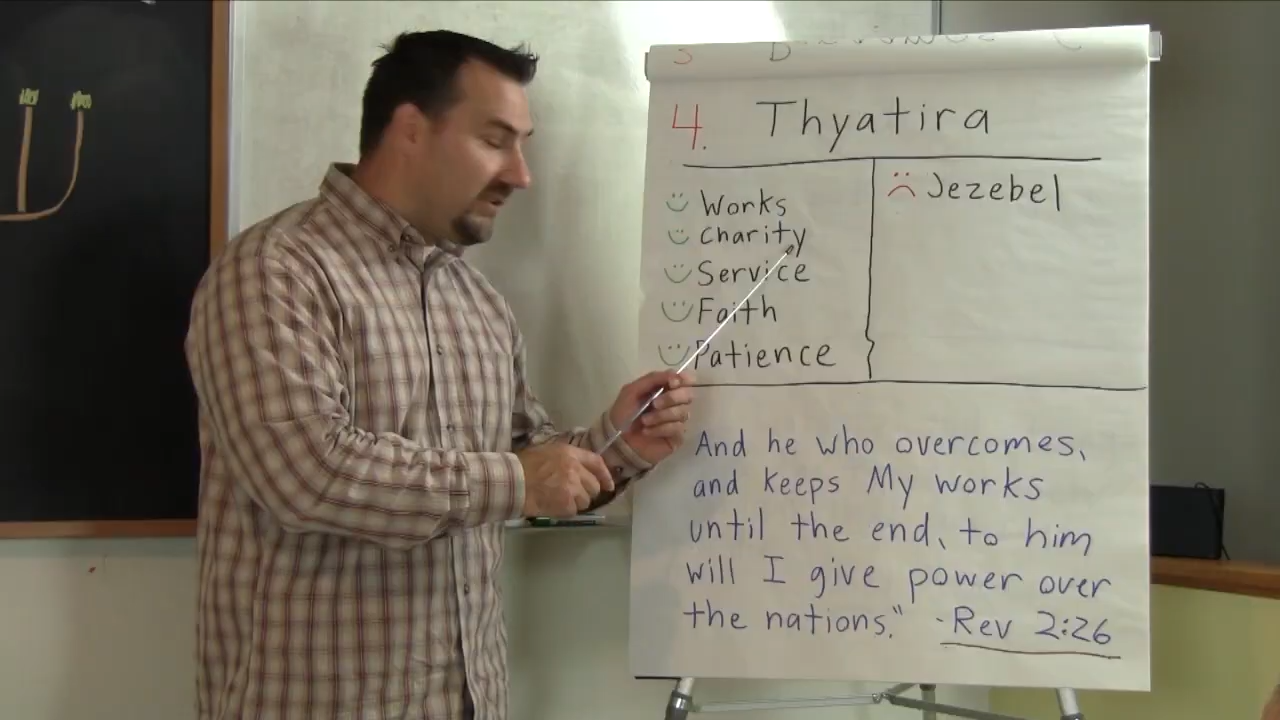 4. Thyatira
Works
Charity
Service
Faith
Patience
Jezebel
And he who overcomes,
and keeps My works
until the end, to him
will I give power over
the nations." - Rev 2:26